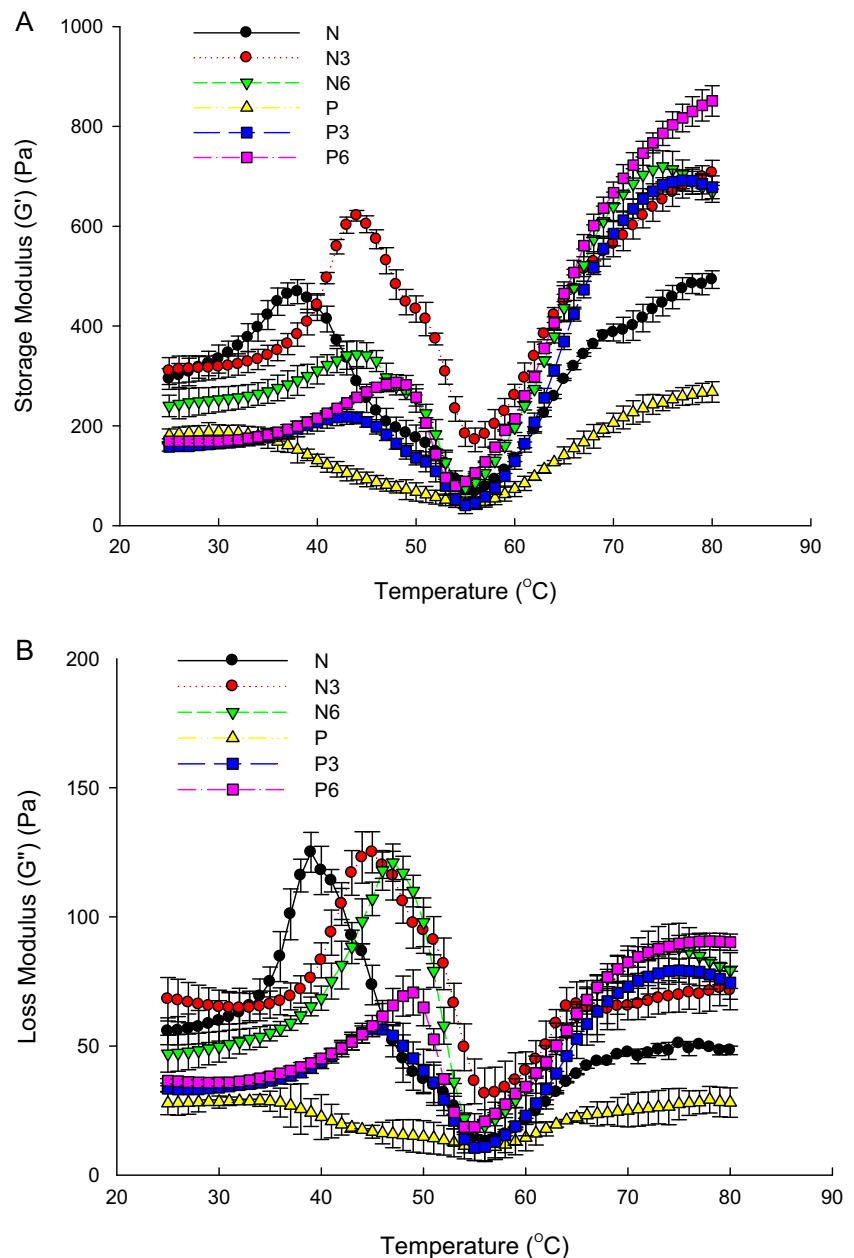 A
1000
800
600
400
200
0
Storage Modulus (G') (Pa)
N
N3
N6
P
P3
P6
20 30 40 50 60 70 80 90
Temperature (°C)
B
200
150
100
50
0
Loss Modulus (G") (Pa)
N
N3
N6
P
P3
P6
20 30 40 50 60 70 80 90
Temperature (°C)